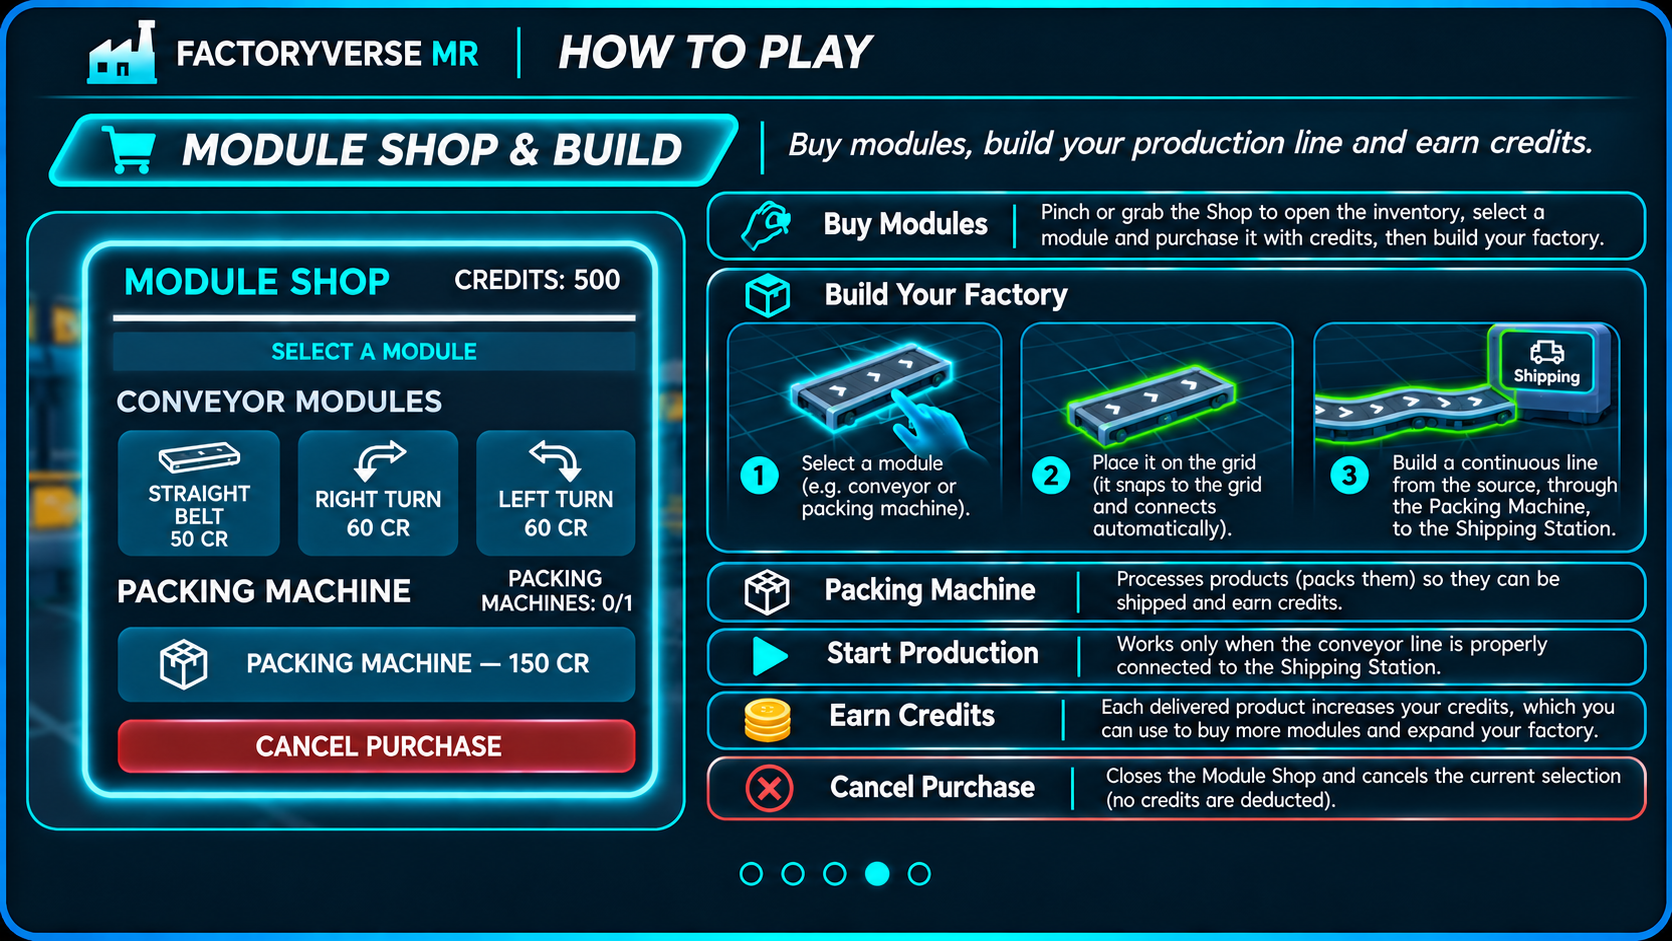 FACTORYVERSE MR
HOW TO PLAY
MODULE SHOP & BUILD
Buy modules, build your production line and earn credits.
MODULE SHOP
CREDITS: 500
SELECT A MODULE
CONVEYOR MODULES
STRAIGHT
BELT
50 CR
RIGHT TURN
60 CR
LEFT TURN
60 CR
PACKING MACHINE
PACKING
MACHINES: 0/1
PACKING MACHINE — 150 CR
CANCEL PURCHASE
Buy Modules
Pinch or grab the Shop to open the inventory, select a
module and purchase it with credits, then build your factory.
Build Your Factory
1
Select a module
(e.g. conveyor or
packing machine).
2
Place it on the grid
(it snaps to the grid
and connects
automatically).
Shipping
3
Build a continuous line
from the source, through
the Packing Machine,
to the Shipping Station.
Packing Machine
Processes products (packs them) so they can be
shipped and earn credits.
Start Production
Works only when the conveyor line is properly
connected to the Shipping Station.
Earn Credits
Each delivered product increases your credits, which you
can use to buy more modules and expand your factory.
Cancel Purchase
Closes the Module Shop and cancels the current selection
(no credits are deducted).